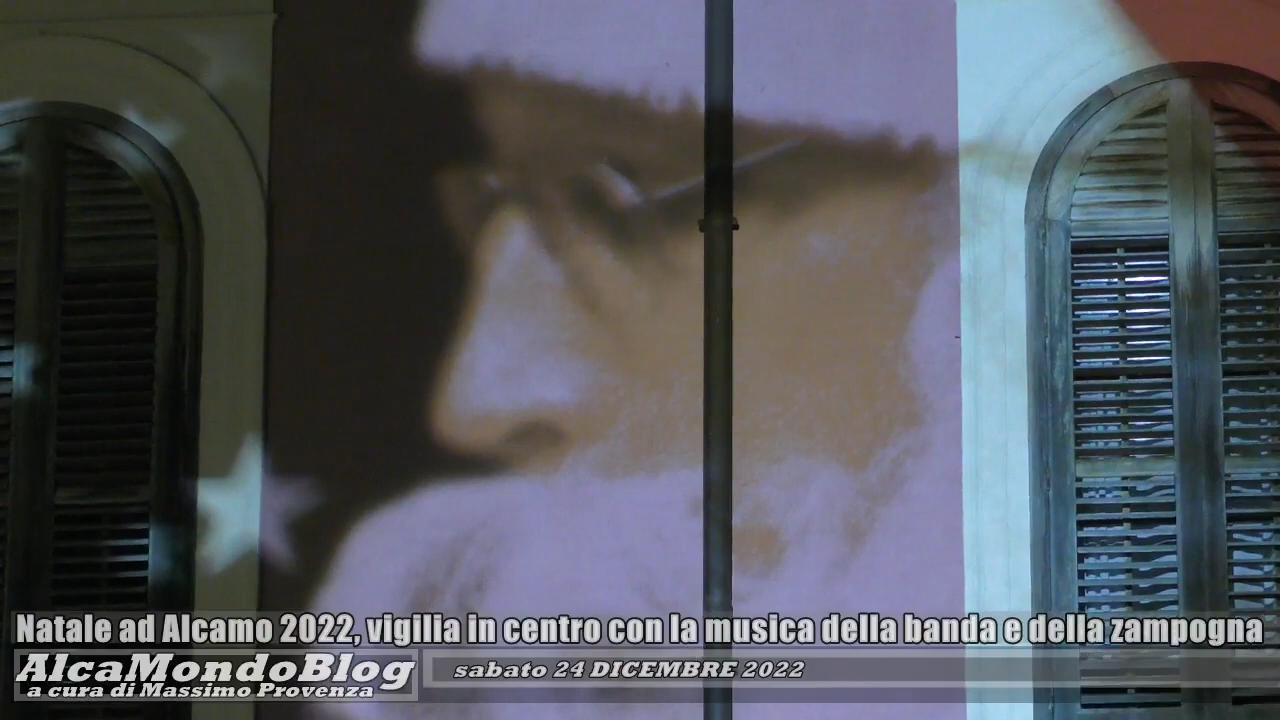 Natale ad Alcamo 2022, vigilia in centro con la musica della banda e della zampogna
AlcaMondoBlog
a cura di Massimo Provenza
sabato 24 DICEMBRE 2022